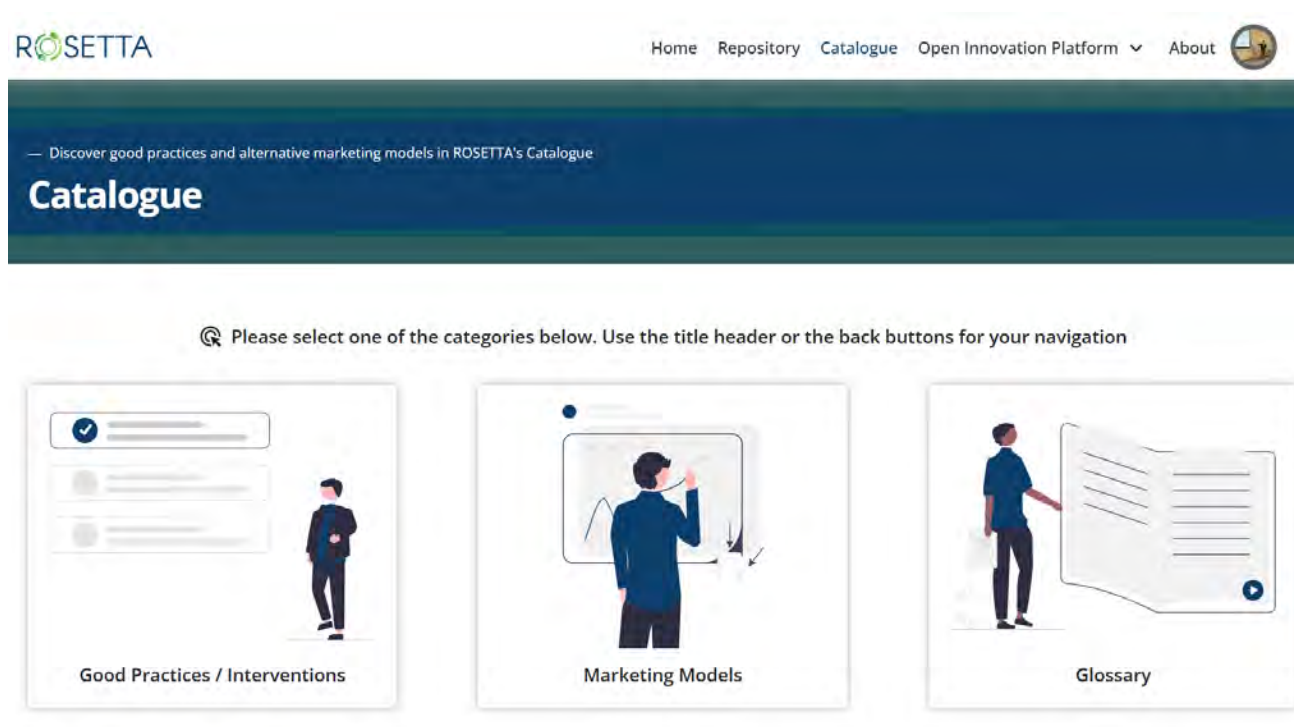 ROSETTA
Home Repository Catalogue Open Innovation Platform About
— Discover good practices and alternative marketing models in ROSETTA's Catalogue
Catalogue
Please select one of the categories below. Use the title header or the back buttons for your navigation
Good Practices / Interventions
Marketing Models
Glossary